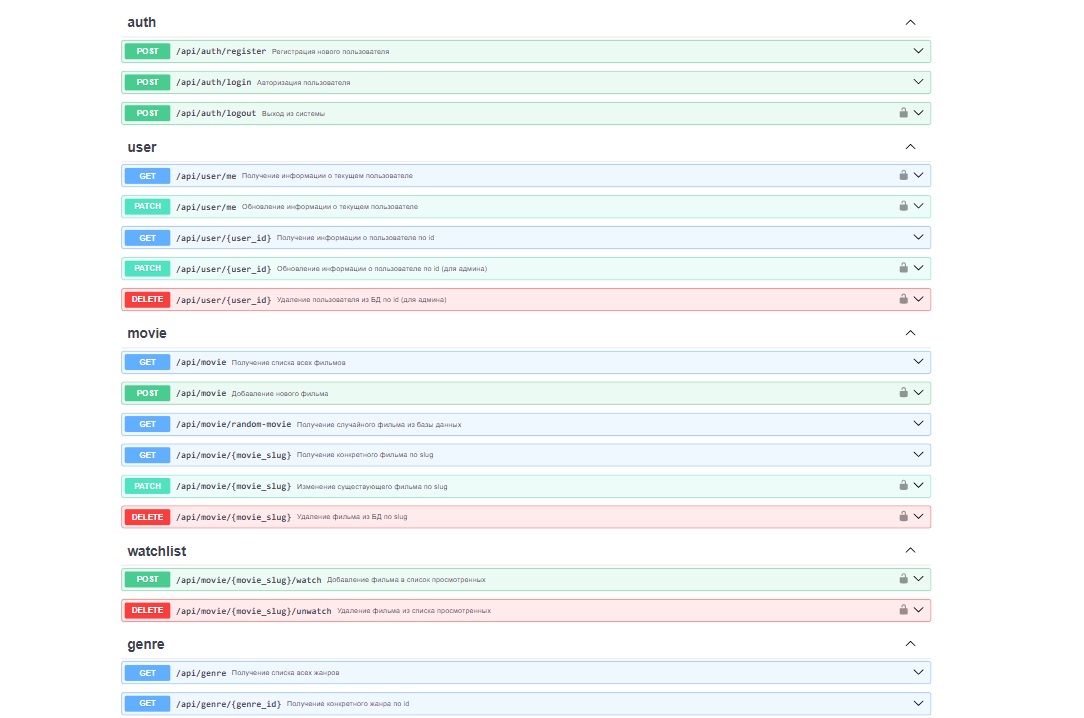 auth
POST /api/auth/register Регистрация нового пользователя
POST /api/auth/login Авторизация пользователя
POST /api/auth/logout Выход из системы
user
GET /api/user/me Получение информации о текущем пользователе
PATCH /api/user/me Обновление информации о текущем пользователе
GET /api/user/{user_id} Получение информации о пользователе по id
PATCH /api/user/{user_id} Обновление информации о пользователе по id (для админа)
DELETE /api/user/{user_id} Удаление пользователя из БД по id (для админа)
movie
GET /api/movie Получение списка всех фильмов
POST /api/movie Добавление нового фильма
GET /api/movie/random-movie Получение случайного фильма из базы данных
GET /api/movie/{movie_slug} Получение конкретного фильма по slug
PATCH /api/movie/{movie_slug} Изменение существующего фильма по slug
DELETE /api/movie/{movie_slug} Удаление фильма из БД по slug
watchlist
POST /api/movie/{movie_slug}/watch Добавление фильма в список просмотренных
DELETE /api/movie/{movie_slug}/unwatch Удаление фильма из списка просмотренных
genre
GET /api/genre Получение списка всех жанров
GET /api/genre/{genre_id} Получение конкретного жанра по id